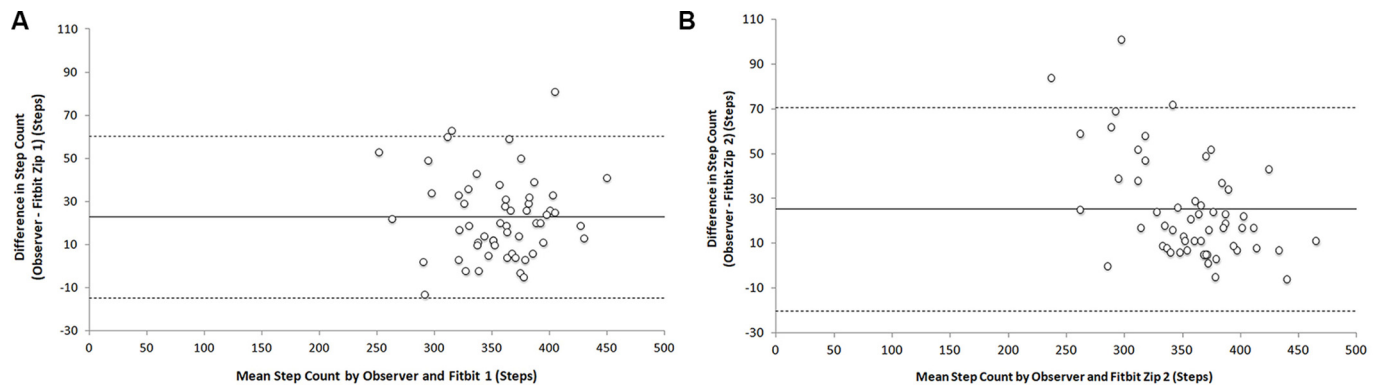 A
Difference in Step Count
(Observer - Fitbit Zip 1) (Steps)
110
90
70
50
30
10
-10
-30
0 50 100 150 200 250 300 350 400 450 500
Mean Step Count by Observer and Fitbit 1 (Steps)
B
Difference in Step Count
(Observer - Fitbit Zip 2) (Steps)
110
90
70
50
30
10
-10
-30
0 50 100 150 200 250 300 350 400 450 500
Mean Step Count by Observer and Fitbit Zip 2 (Steps)